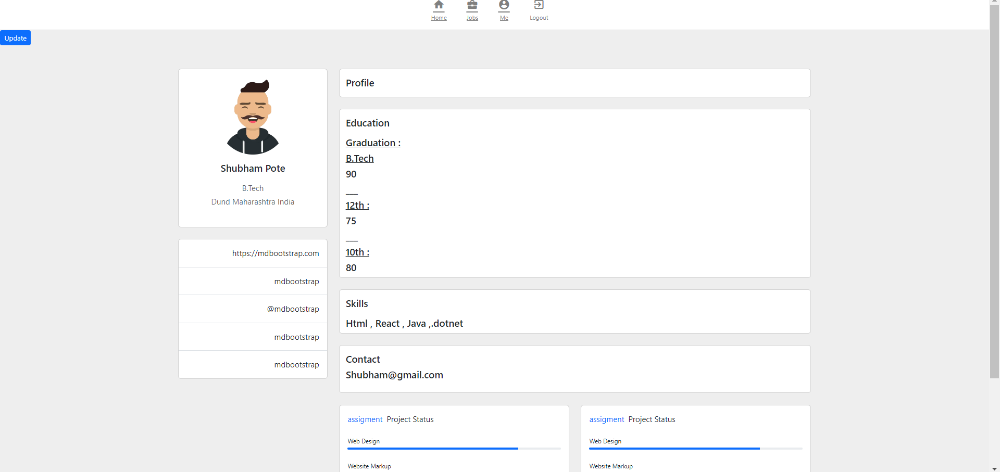 Home Jobs Me Logout
Update
Shubham Pote
B.Tech
Dund Maharashtra India
https://mdbootstrap.com
mdbootstrap
@mdbootstrap
mdbootstrap
mdbootstrap
Profile
Education
Graduation :
B.Tech
90
___
12th :
75
___
10th :
80
Skills
Html , React , Java ,.dotnet
Contact
Shubham@gmail.com
assigment Project Status
Web Design
Website Markup
assigment Project Status
Web Design
Website Markup